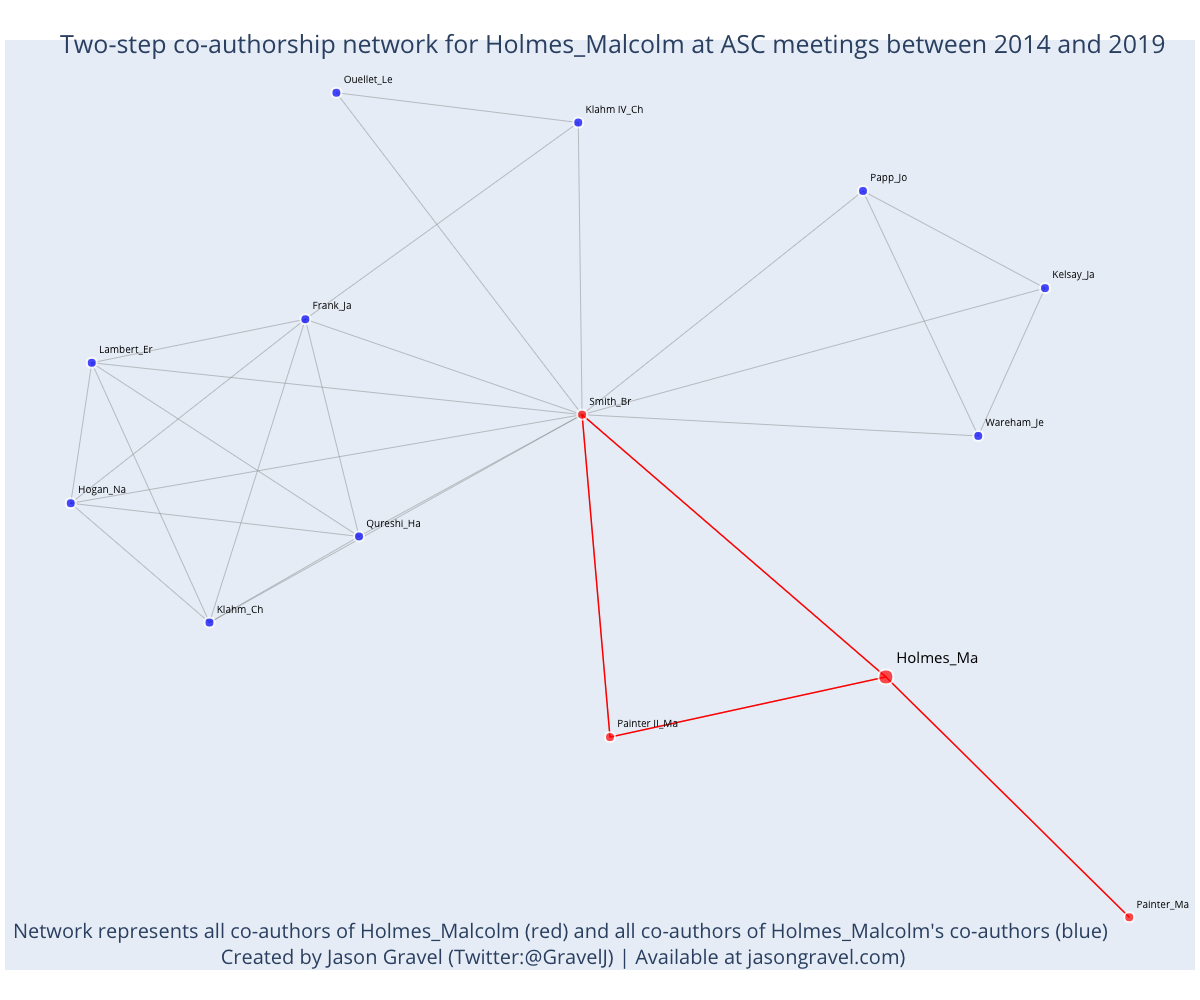 Two-step co-authorship network for Holmes_Malcolm at ASC meetings between 2014 and 2019
Ouellet_Le
Klahm IV_Ch
Papp_Jo
Kelsay_Ja
Frank_Ja
Lambert_Er
Smith_Br
Wareham_Je
Hogan_Na
Qureshi_Ha
Klahm_Ch
Holmes_Ma
Painter II_Ma
Painter_Ma
Network represents all co-authors of Holmes_Malcolm (red) and all co-authors of Holmes_Malcolm's co-authors (blue)
Created by Jason Gravel (Twitter:@GravelJ) | Available at jasongravel.com)